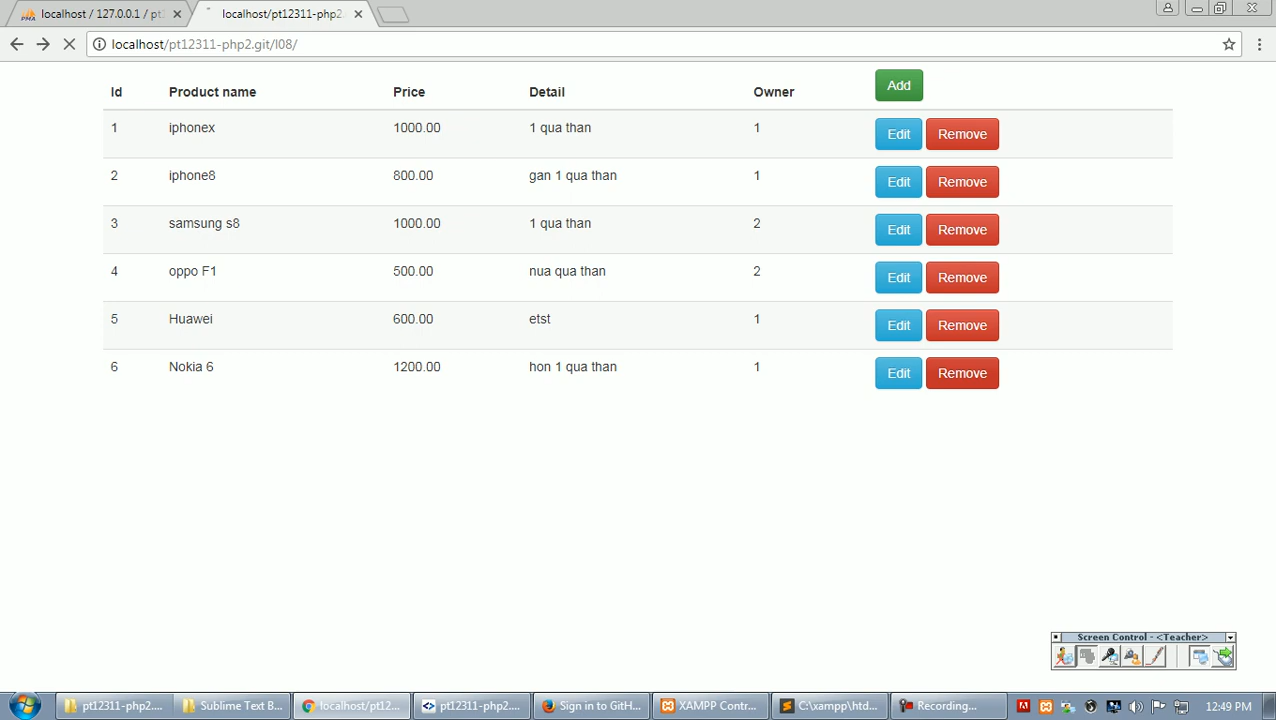 localhost / 127.0.0.1 / pt
localhost/pt12311-php2.
localhost/pt12311-php2.git/l08/
Id Product name Price Detail Owner Add
1 iphonex 1000.00 1 qua than 1 Edit Remove
2 iphone8 800.00 gan 1 qua than 1 Edit Remove
3 samsung s8 1000.00 1 qua than 2 Edit Remove
4 oppo F1 500.00 nua qua than 2 Edit Remove
5 Huawei 600.00 etst 1 Edit Remove
6 Nokia 6 1200.00 hon 1 qua than 1 Edit Remove
Screen Control - <Teacher>
pt12311-php2.... Sublime Text B... localhost/pt12... pt12311-php2.... Sign in to GitH... XAMPP Contr... C:\xampp\htd... Recording... 12:49 PM